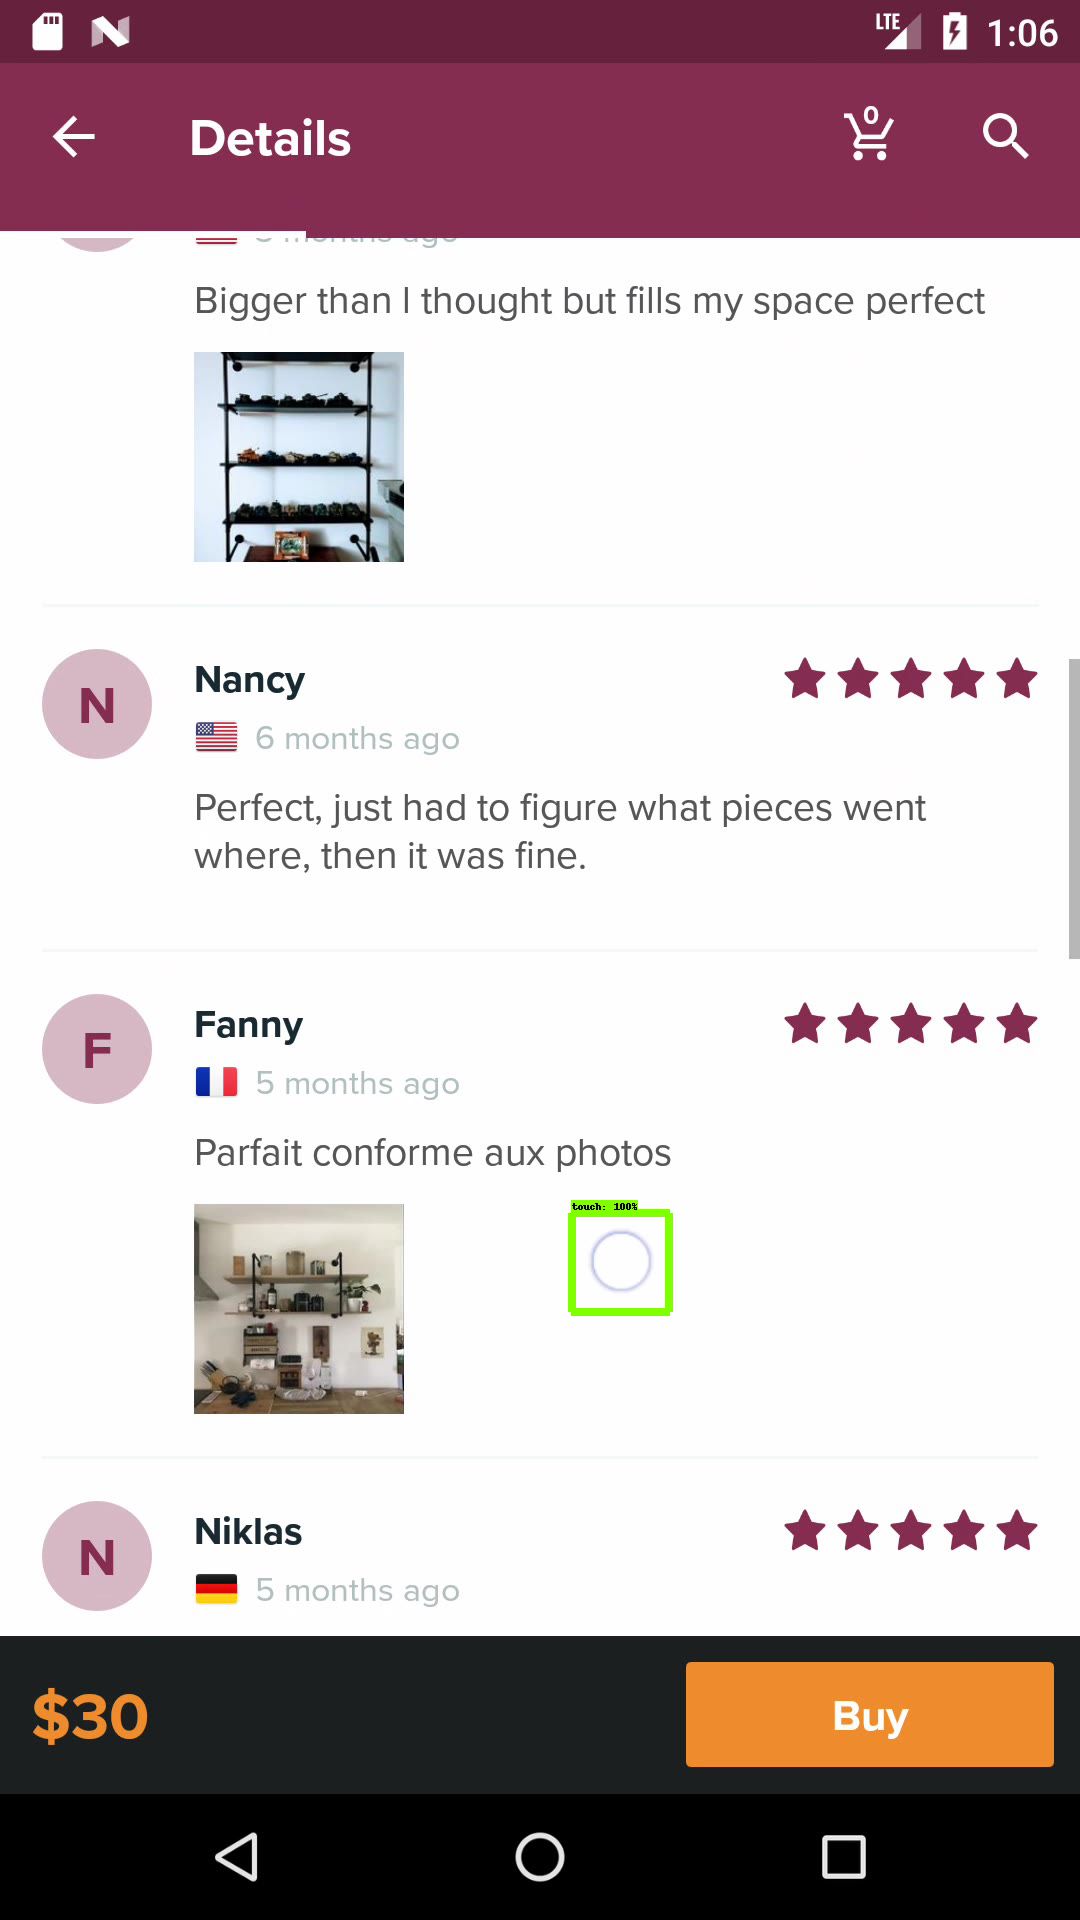 LTE 1:06
Details
0
months ago
Bigger than I thought but fills my space perfect
N
Nancy
6 months ago
Perfect, just had to figure what pieces went
where, then it was fine.
F
Fanny
5 months ago
Parfait conforme aux photos
touch: 100%
N
Niklas
5 months ago
$30
Buy